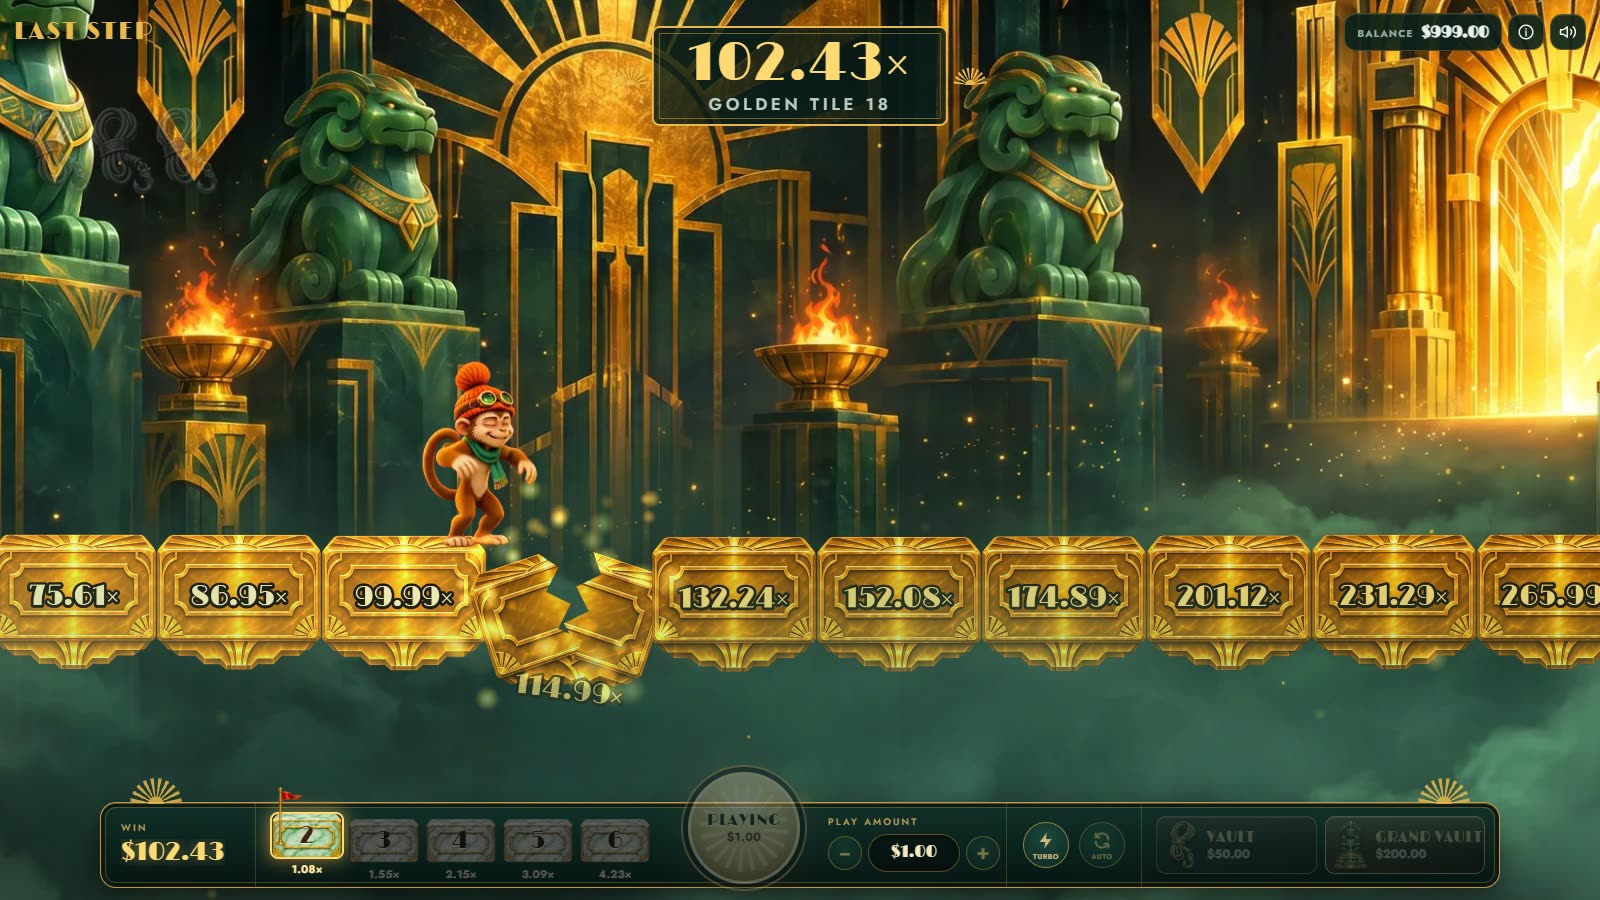 LAST STEP
102.43×
GOLDEN TILE 18
BALANCE $999.00
75.61×
86.95×
99.99×
114.99×
132.24×
152.08×
174.89×
201.12×
231.29×
265.99
WIN
$102.43
2
1.08×
3
1.55×
4
2.15×
5
3.09×
6
4.23×
PLAYING
$1.00
PLAY AMOUNT
− $1.00 +
TURBO
AUTO
VAULT
$50.00
GRAND VAULT
$200.00